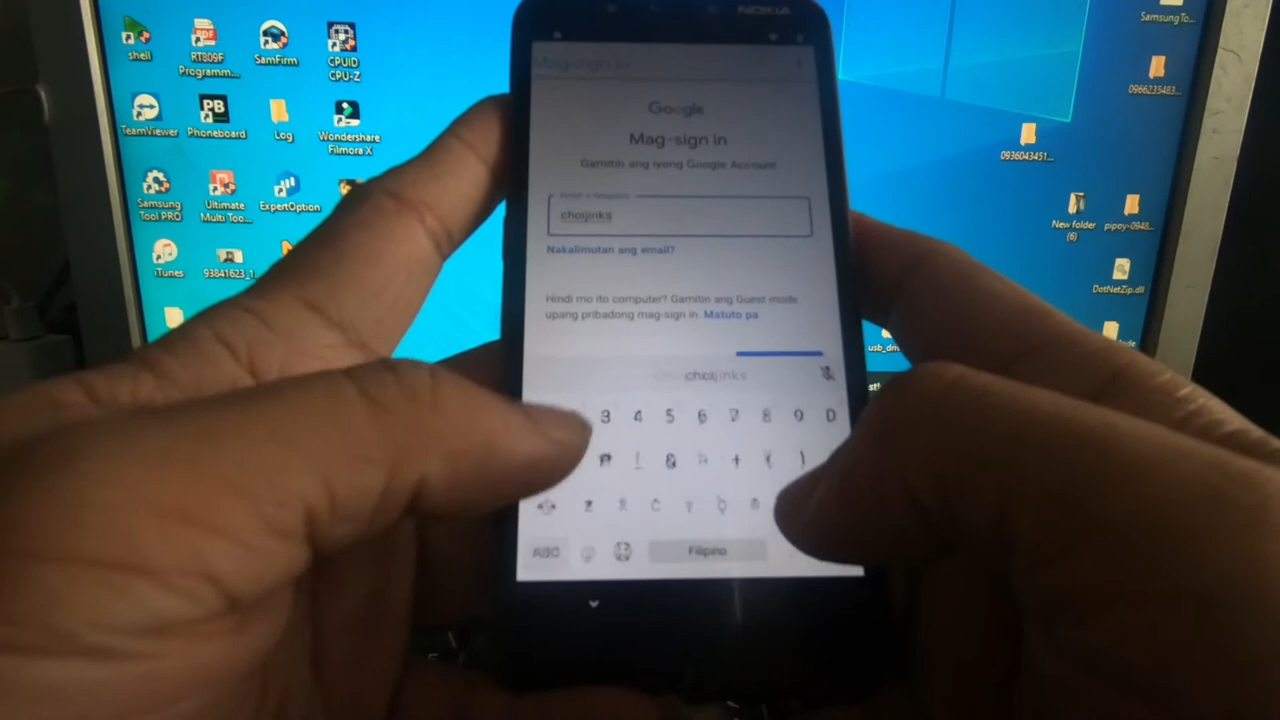 shell
RT809F
Programm...
SamFirm
CPUID
CPU-Z
TeamViewer
Phoneboard
Log
Wondershare
Filmora X
Samsung
Tool PRO
Ultimate
Multi Too...
ExpertOption
iTunes
93841623_1...
NOKIA
Mag-sign in
Google
Mag-sign in
Gamitin ang iyong Google Account
choijinks
Nakalimutan ang email?
Hindi mo ito computer? Gamitin ang Guest mode
upang pribadong mag-sign in. Matuto pa
choijinks
3 4 5 6 7 8 9 0
ABC
Filipino
SamsungTo...
0966235483...
0936043451...
New folder
(6)
pipoy-0948...
DotNetZip.dll